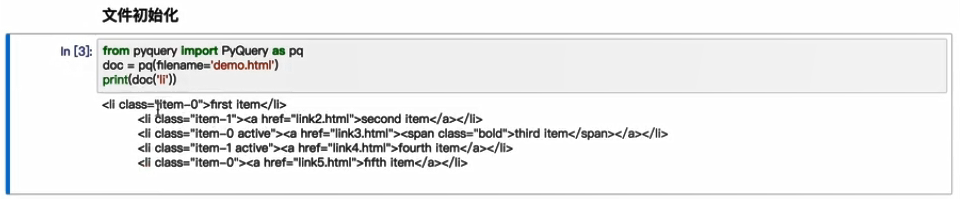 文件初始化
In [3]: from pyquery import PyQuery as pq
doc = pq(filename='demo.html')
print(doc('li'))
<li class="item-0">first item</li>
<li class="item-1"><a href="link2.html">second item</a></li>
<li class="item-0 active"><a href="link3.html"><span class="bold">third item</span></a></li>
<li class="item-1 active"><a href="link4.html">fourth item</a></li>
<li class="item-0"><a href="link5.html">fifth item</a></li>